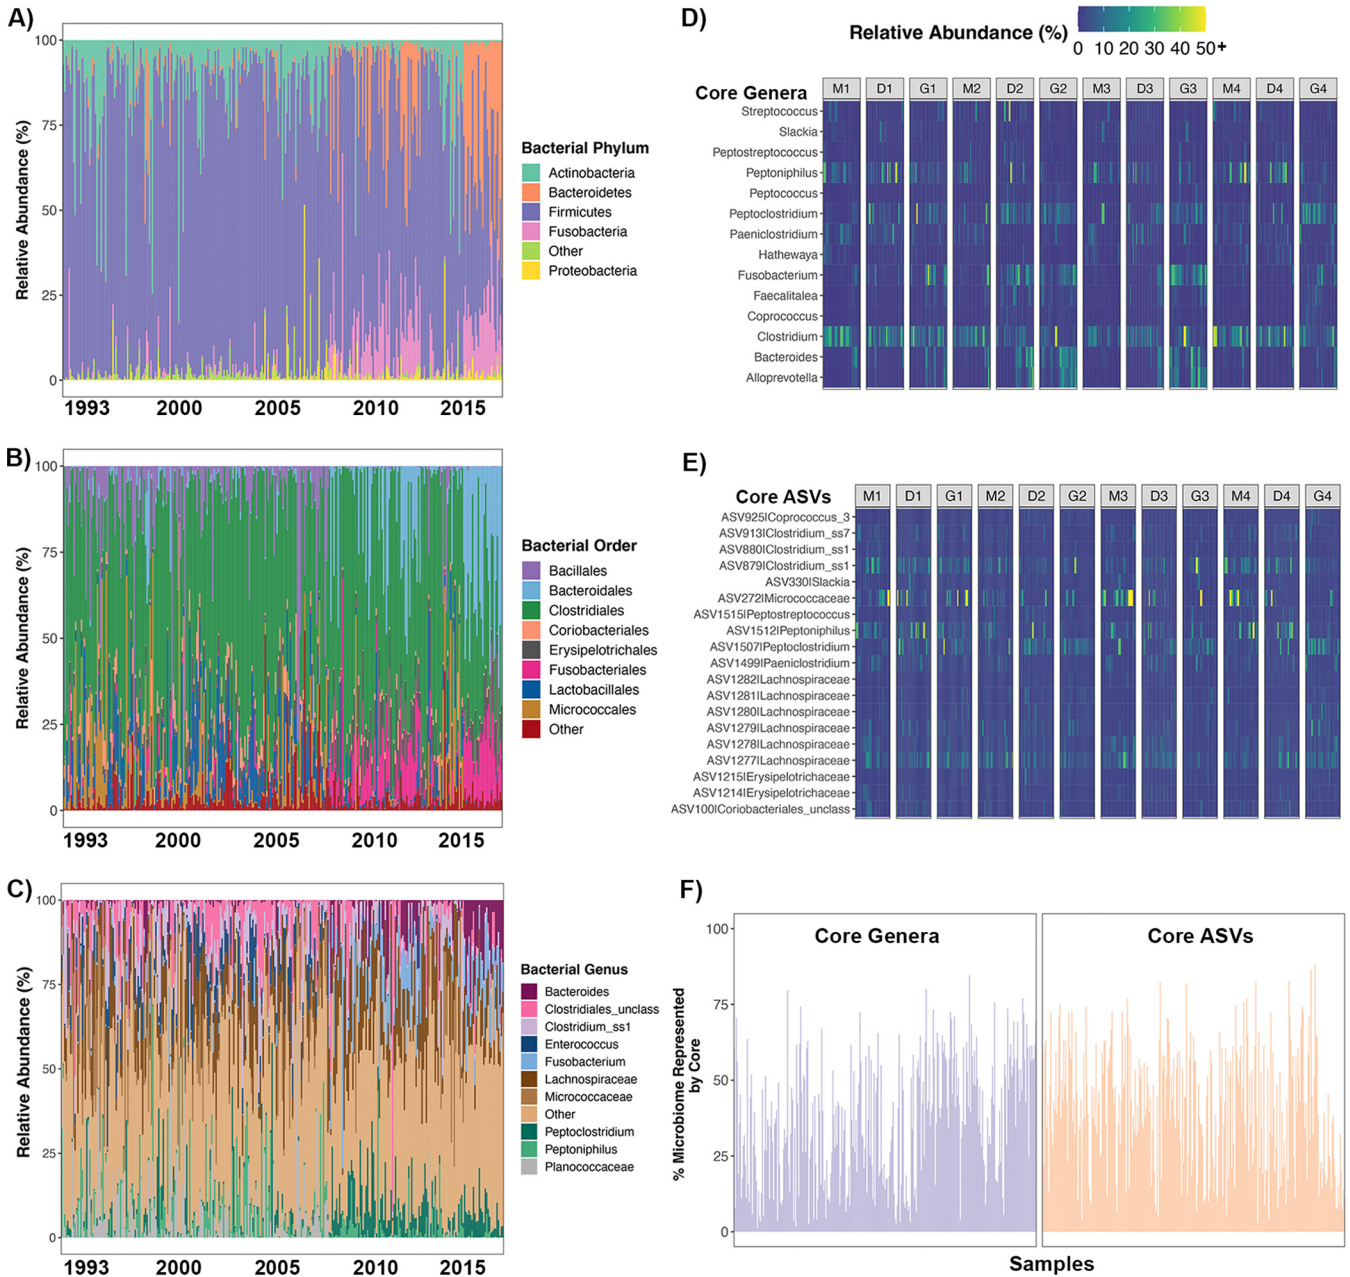 A)
Relative Abundance (%)
100
75
50
25
0
1993 2000 2005 2010 2015
Bacterial Phylum
Actinobacteria
Bacteroidetes
Firmicutes
Fusobacteria
Other
Proteobacteria
B)
Relative Abundance (%)
100
75
50
25
0
1993 2000 2005 2010 2015
Bacterial Order
Bacillales
Bacteroidales
Clostridiales
Coriobacteriales
Erysipelotrichales
Fusobacteriales
Lactobacillales
Micrococcales
Other
C)
Relative Abundance (%)
100
75
50
25
0
1993 2000 2005 2010 2015
Bacterial Genus
Bacteroides
Clostridiales_unclass
Clostridium_ss1
Enterococcus
Fusobacterium
Lachnospiraceae
Micrococcaceae
Other
Peptoclostridium
Peptoniphilus
Planococcaceae
D)
Relative Abundance (%)
0 10 20 30 40 50+
Core Genera
M1 D1 G1 M2 D2 G2 M3 D3 G3 M4 D4 G4
Streptococcus
Slackia
Peptostreptococcus
Peptoniphilus
Peptococcus
Peptoclostridium
Paeniclostridium
Hathewaya
Fusobacterium
Faecalitalea
Coprococcus
Clostridium
Bacteroides
Alloprevotella
E)
Core ASVs
M1 D1 G1 M2 D2 G2 M3 D3 G3 M4 D4 G4
ASV925|Coprococcus_3
ASV913|Clostridium_ss7
ASV880|Clostridium_ss1
ASV879|Clostridium_ss1
ASV330|Slackia
ASV272|Micrococcaceae
ASV1515|Peptostreptococcus
ASV1512|Peptoniphilus
ASV1507|Peptoclostridium
ASV1499|Paeniclostridium
ASV1282|Lachnospiraceae
ASV1281|Lachnospiraceae
ASV1280|Lachnospiraceae
ASV1279|Lachnospiraceae
ASV1278|Lachnospiraceae
ASV1277|Lachnospiraceae
ASV1215|Erysipelotrichaceae
ASV1214|Erysipelotrichaceae
ASV100|Coriobacteriales_unclass
F)
% Microbiome Represented
by Core
100
75
50
25
0
Core Genera
Core ASVs
Samples